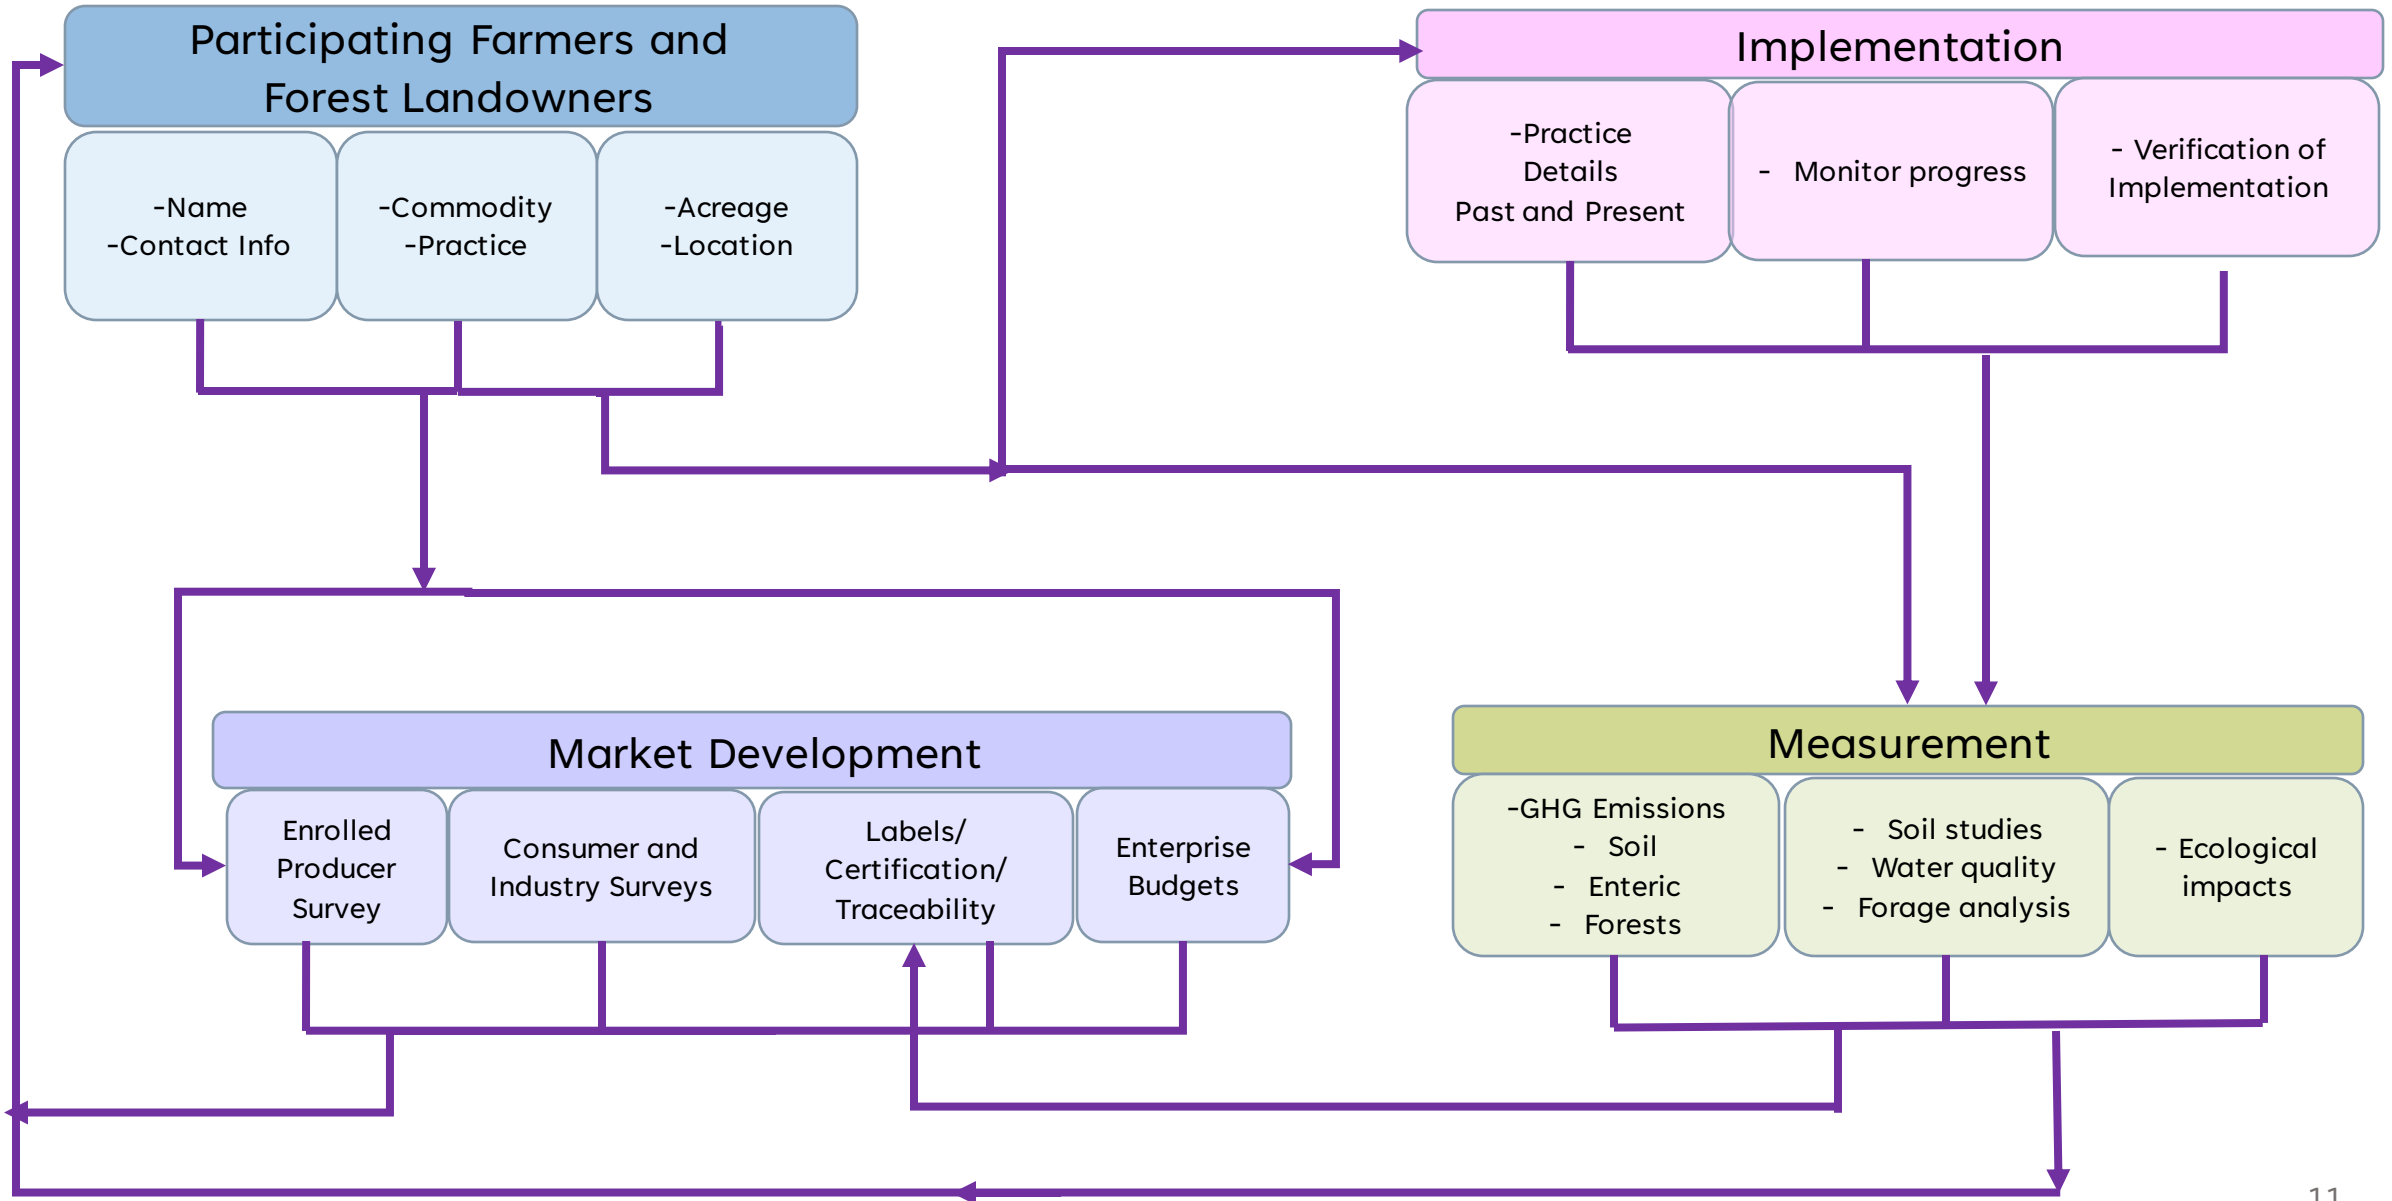 Participating Farmers and
Forest Landowners
-Name
-Contact Info
-Commodity
-Practice
-Acreage
-Location
Implementation
-Practice
Details
Past and Present
- Monitor progress
- Verification of
Implementation
Market Development
Enrolled
Producer
Survey
Consumer and
Industry Surveys
Labels/
Certification/
Traceability
Enterprise
Budgets
Measurement
-GHG Emissions
- Soil
- Enteric
- Forests
- Soil studies
- Water quality
- Forage analysis
- Ecological
impacts
11